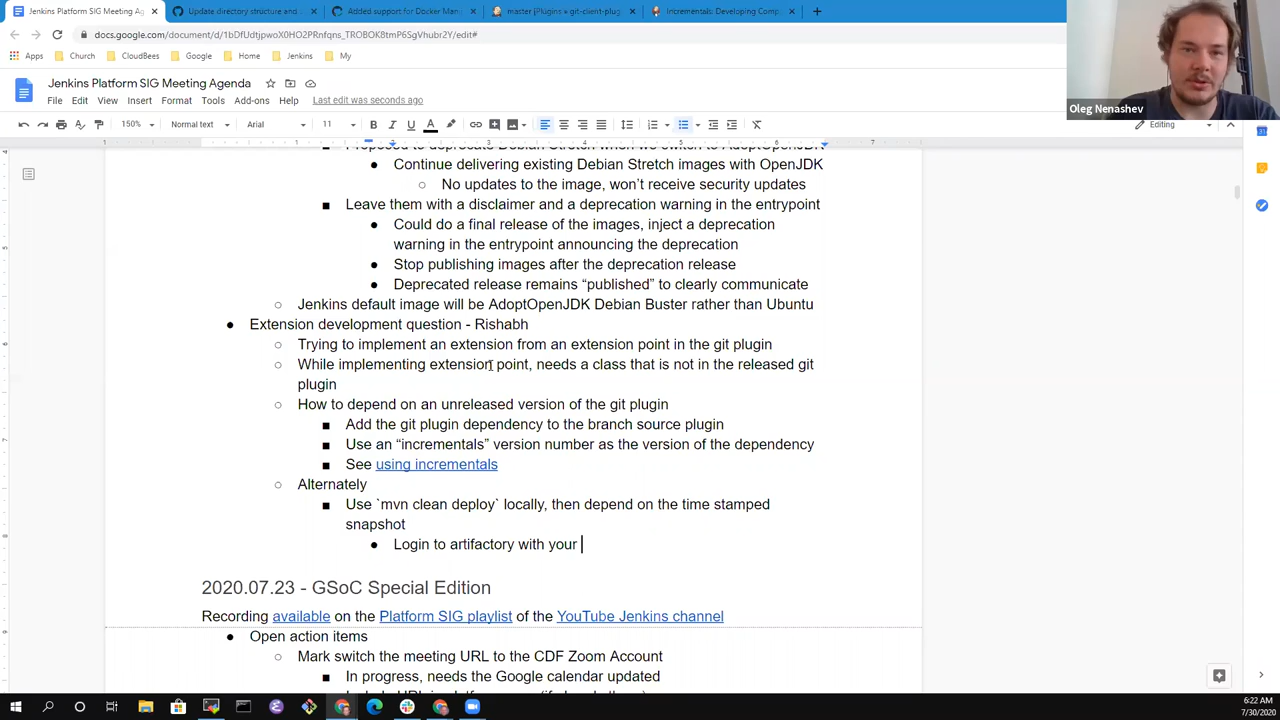 Jenkins Platform SIG Meeting Ag
Update directory structure and
Added support for Docker Man
master [Plugins » git-client-plug
Incrementals: Developing Comp
docs.google.com/document/d/1bDfUdtjpwoX0HO2PRnfqns_TROBOK8tmP6SgVhubr2Y/edit#
Apps
Church
CloudBees
Google
Home
Jenkins
My
Jenkins Platform SIG Meeting Agenda
File Edit View Insert Format Tools Add-ons Help Last edit was seconds ago
150% Normal text Arial 11
Editing
Oleg Nenashev
Proposed to deprecate Debian Stretch when we switch to AdoptOpenJDK
Continue delivering existing Debian Stretch images with OpenJDK
No updates to the image, won't receive security updates
Leave them with a disclaimer and a deprecation warning in the entrypoint
Could do a final release of the images, inject a deprecation
warning in the entrypoint announcing the deprecation
Stop publishing images after the deprecation release
Deprecated release remains “published” to clearly communicate
Jenkins default image will be AdoptOpenJDK Debian Buster rather than Ubuntu
Extension development question - Rishabh
Trying to implement an extension from an extension point in the git plugin
While implementing extension point, needs a class that is not in the released git
plugin
How to depend on an unreleased version of the git plugin
Add the git plugin dependency to the branch source plugin
Use an “incrementals” version number as the version of the dependency
See using incrementals
Alternately
Use `mvn clean deploy` locally, then depend on the time stamped
snapshot
Login to artifactory with your
2020.07.23 - GSoC Special Edition
Recording available on the Platform SIG playlist of the YouTube Jenkins channel
Open action items
Mark switch the meeting URL to the CDF Zoom Account
In progress, needs the Google calendar updated
6:22 AM
7/30/2020